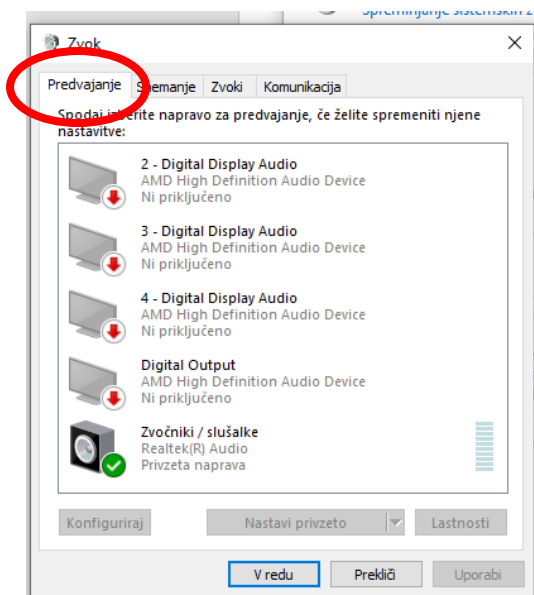 Spreminjanje sistemskih z
Zvok
Predvajanje Snemanje Zvoki Komunikacija
Spodaj izberite napravo za predvajanje, če želite spremeniti njene
nastavitve:
2 - Digital Display Audio
AMD High Definition Audio Device
Ni priključeno
3 - Digital Display Audio
AMD High Definition Audio Device
Ni priključeno
4 - Digital Display Audio
AMD High Definition Audio Device
Ni priključeno
Digital Output
AMD High Definition Audio Device
Ni priključeno
Zvočniki / slušalke
Realtek(R) Audio
Privzeta naprava
Konfiguriraj Nastavi privzeto Lastnosti
V redu Prekliči Uporabi